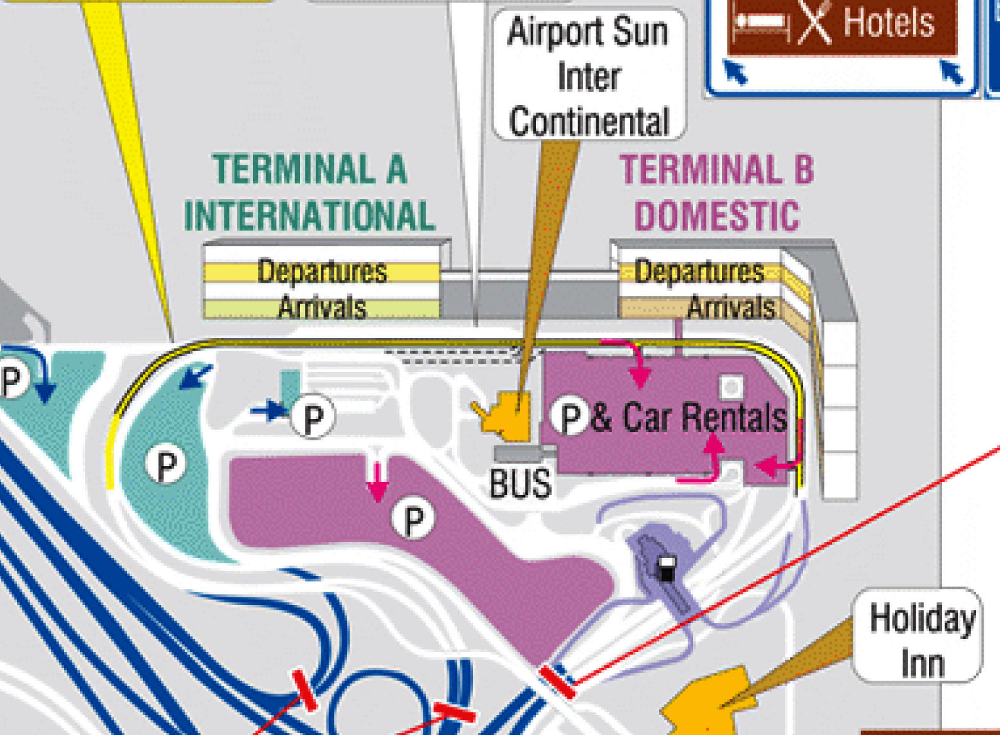 Airport Sun
Inter
Continental
Hotels
TERMINAL A
INTERNATIONAL
TERMINAL B
DOMESTIC
Departures
Arrivals
Departures
Arrivals
P
P
P
P & Car Rentals
P
BUS
Holiday
Inn